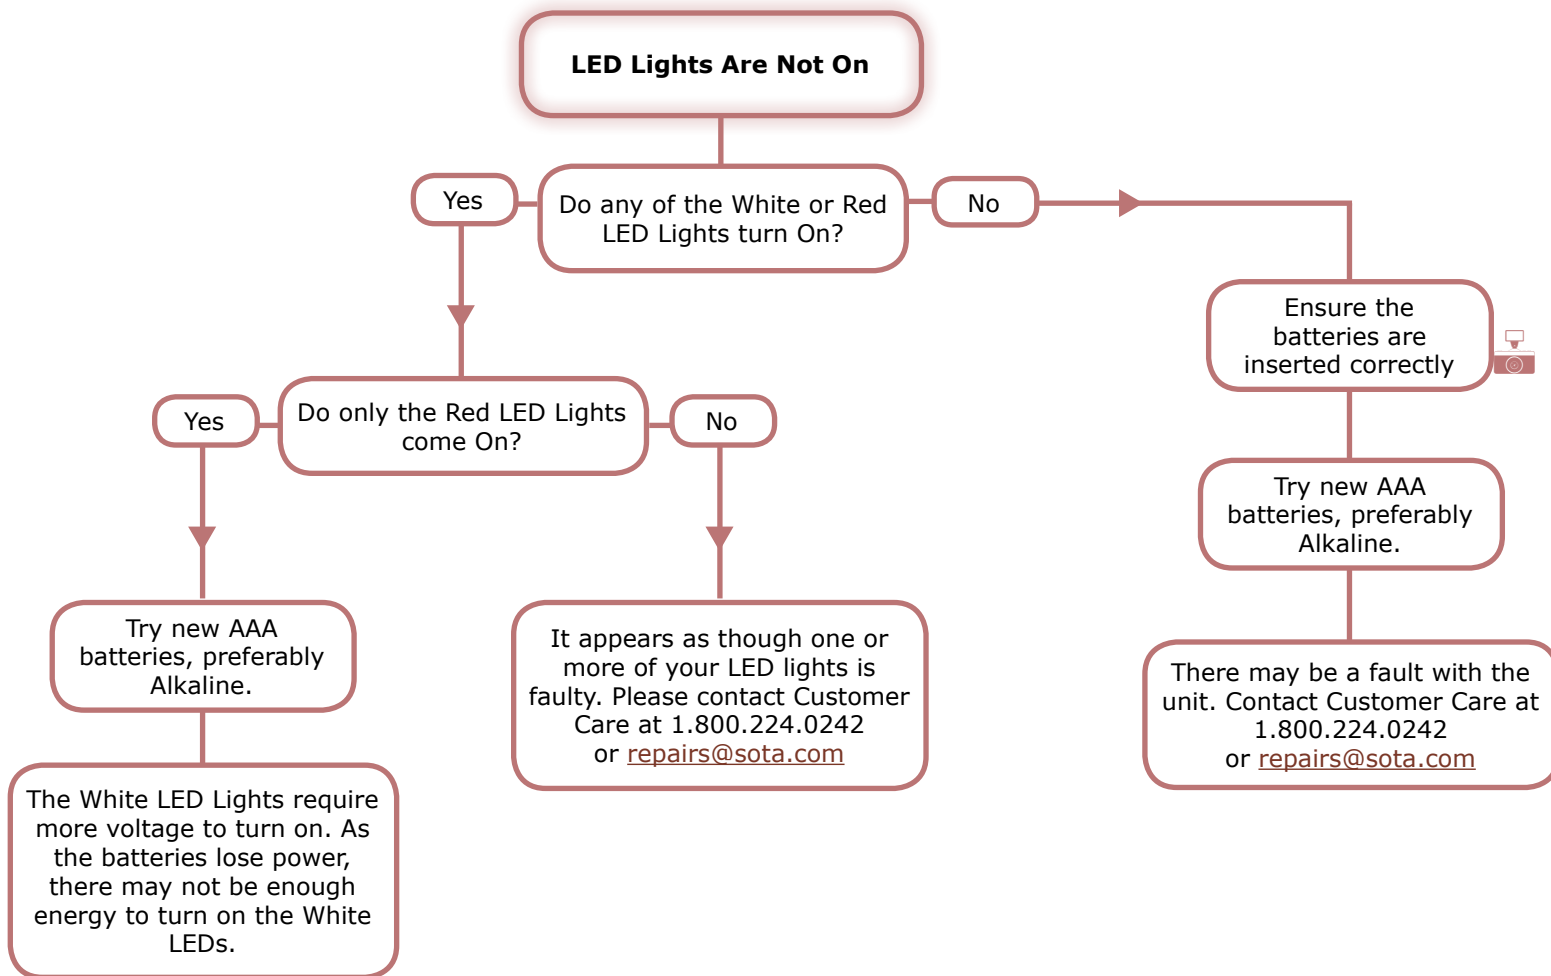 LED Lights Are Not On
Yes
Do any of the White or Red
LED Lights turn On?
No
Ensure the
batteries are
inserted correctly
Yes
Do only the Red LED Lights
come On?
No
Try new AAA
batteries, preferably
Alkaline.
Try new AAA
batteries, preferably
Alkaline.
It appears as though one or
more of your LED lights is
faulty. Please contact Customer
Care at 1.800.224.0242
or repairs@sota.com
There may be a fault with the
unit. Contact Customer Care at
1.800.224.0242
or repairs@sota.com
The White LED Lights require
more voltage to turn on. As
the batteries lose power,
there may not be enough
energy to turn on the White
LEDs.